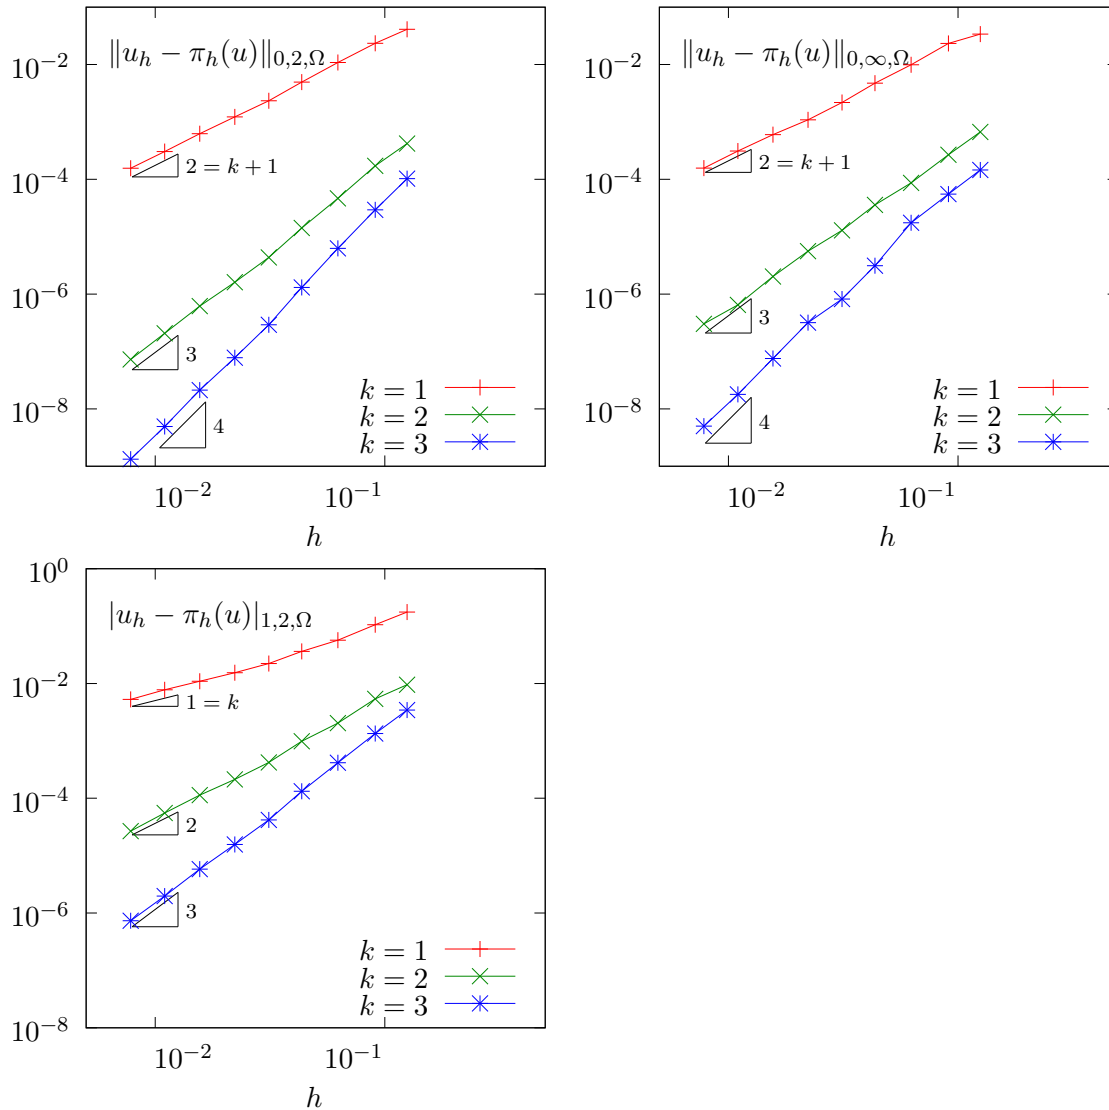 ‖u_h − π_h(u)‖_{0,2,Ω}
10^{−2}
2 = k + 1
10^{−4}
10^{−6}
3
10^{−8}
4
k = 1
k = 2
k = 3
10^{−2} 10^{−1}
h
‖u_h − π_h(u)‖_{0,∞,Ω}
10^{−2}
2 = k + 1
10^{−4}
10^{−6}
3
10^{−8}
4
k = 1
k = 2
k = 3
10^{−2} 10^{−1}
h
10^{0}
|u_h − π_h(u)|_{1,2,Ω}
10^{−2}
1 = k
10^{−4}
2
10^{−6}
3
k = 1
k = 2
k = 3
10^{−8}
10^{−2} 10^{−1}
h